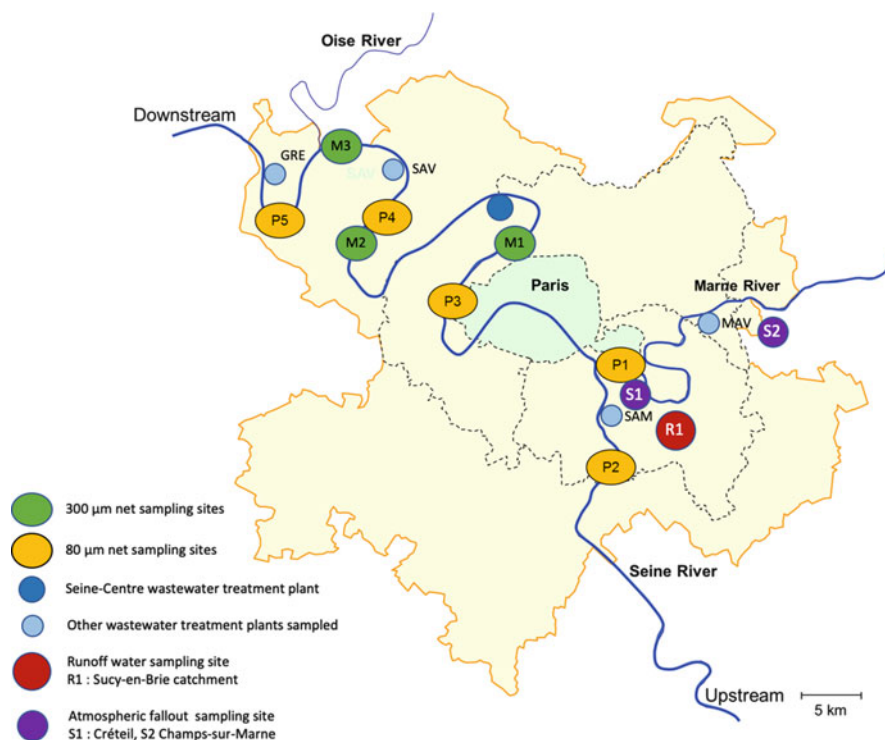 Oise River
Downstream
GRE
M3
SAV
SAV
P5
P4
M2
M1
P3
Paris
Marne River
MAV
S2
P1
S1
SAM
R1
P2
300 µm net sampling sites
80 µm net sampling sites
Seine-Centre wastewater treatment plant
Other wastewater treatment plants sampled
Runoff water sampling site
R1 : Sucy-en-Brie catchment
Atmospheric fallout sampling site
S1 : Créteil, S2 Champs-sur-Marne
Seine River
Upstream
5 km